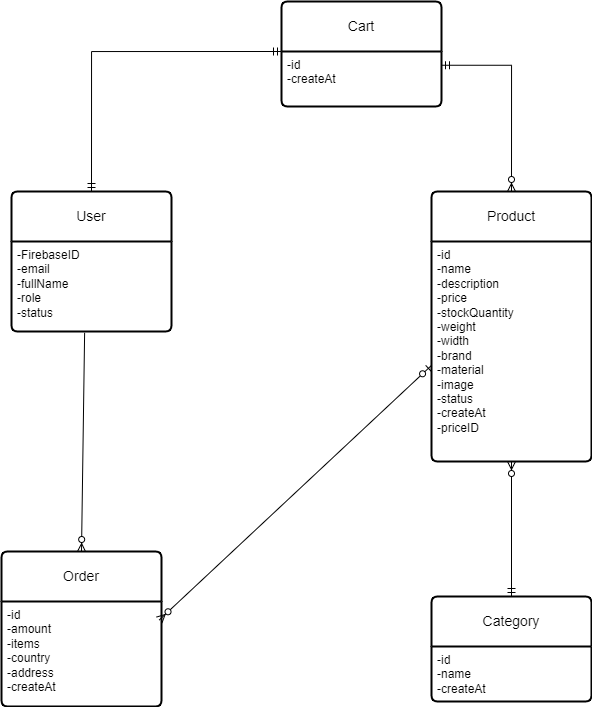 Cart
-id
-createAt
User
-FirebaseID
-email
-fullName
-role
-status
Product
-id
-name
-description
-price
-stockQuantity
-weight
-width
-brand
-material
-image
-status
-createAt
-priceID
Order
-id
-amount
-items
-country
-address
-createAt
Category
-id
-name
-createAt